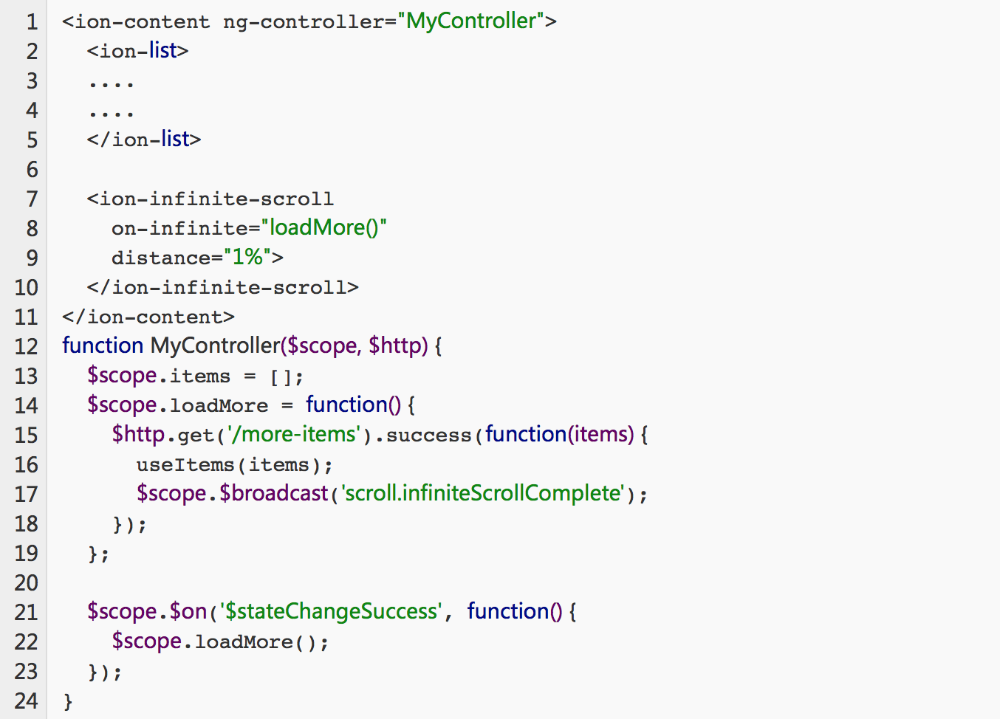 1 <ion-content ng-controller="MyController">
2 <ion-list>
3 ....
4 ....
5 </ion-list>
6
7 <ion-infinite-scroll
8 on-infinite="loadMore()"
9 distance="1%">
10 </ion-infinite-scroll>
11 </ion-content>
12 function MyController($scope, $http) {
13 $scope.items = [];
14 $scope.loadMore = function() {
15 $http.get('/more-items').success(function(items) {
16 useItems(items);
17 $scope.$broadcast('scroll.infiniteScrollComplete');
18 });
19 };
20
21 $scope.$on('$stateChangeSuccess', function() {
22 $scope.loadMore();
23 });
24 }